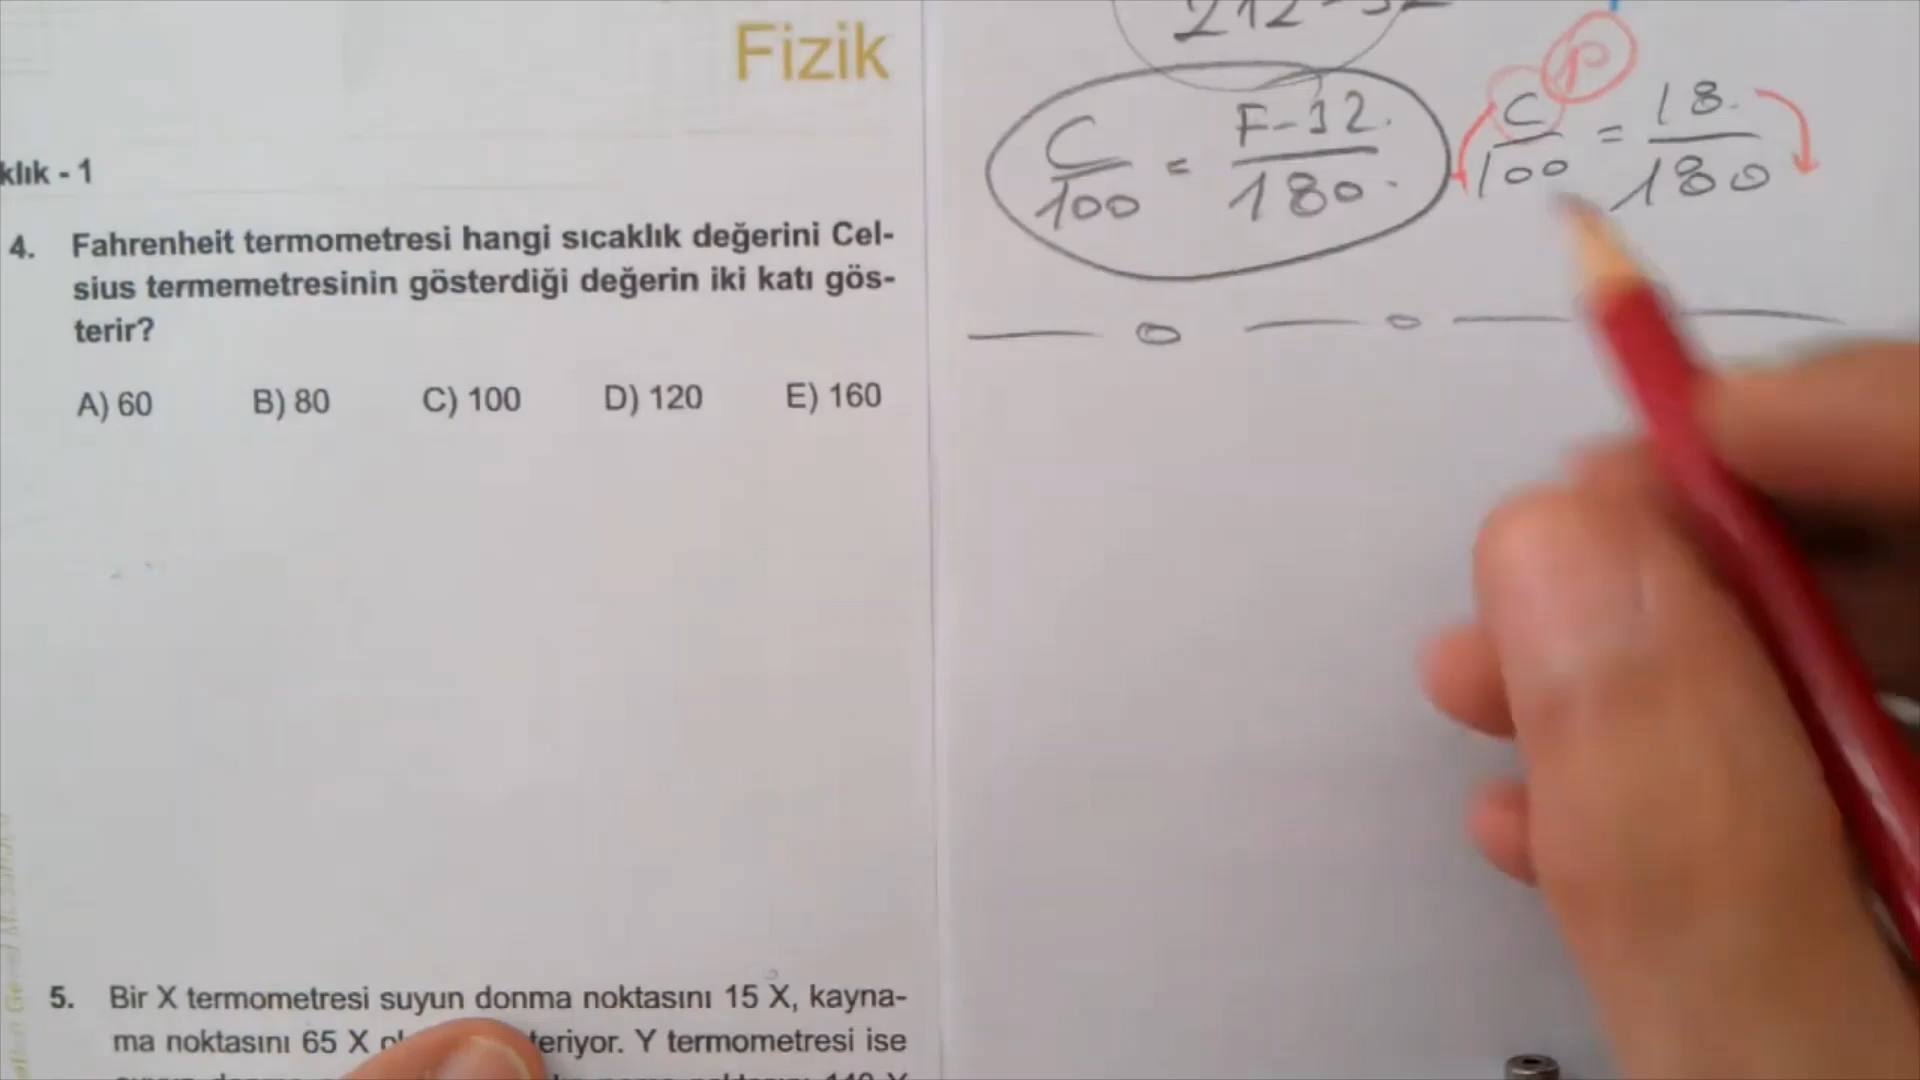 Fizik
klık - 1
4. Fahrenheit termometresi hangi sıcaklık değerini Cel-
sius termemetresinin gösterdiği değerin iki katı gös-
terir?
A) 60 B) 80 C) 100 D) 120 E) 160
5. Bir X termometresi suyun donma noktasını 15 X, kayna-
ma noktasını 65 X teriyor. Y termometresi ise
C/100 = F-32/180
C/100 = 18/180